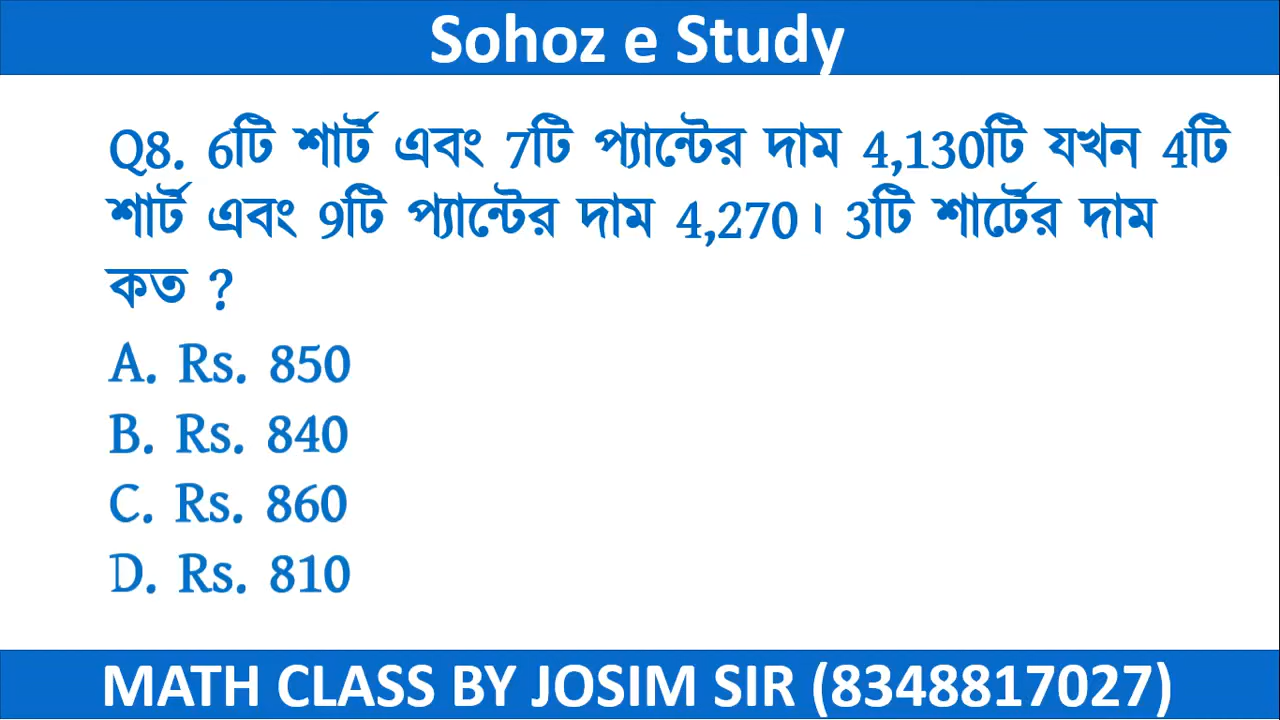 Sohoz e Study
Q8. 6টি শার্ট এবং 7টি প্যান্টের দাম 4,130টি যখন 4টি
শার্ট এবং 9টি প্যান্টের দাম 4,270। 3টি শার্টের দাম
কত ?
A. Rs. 850
B. Rs. 840
C. Rs. 860
D. Rs. 810
MATH CLASS BY JOSIM SIR (8348817027)